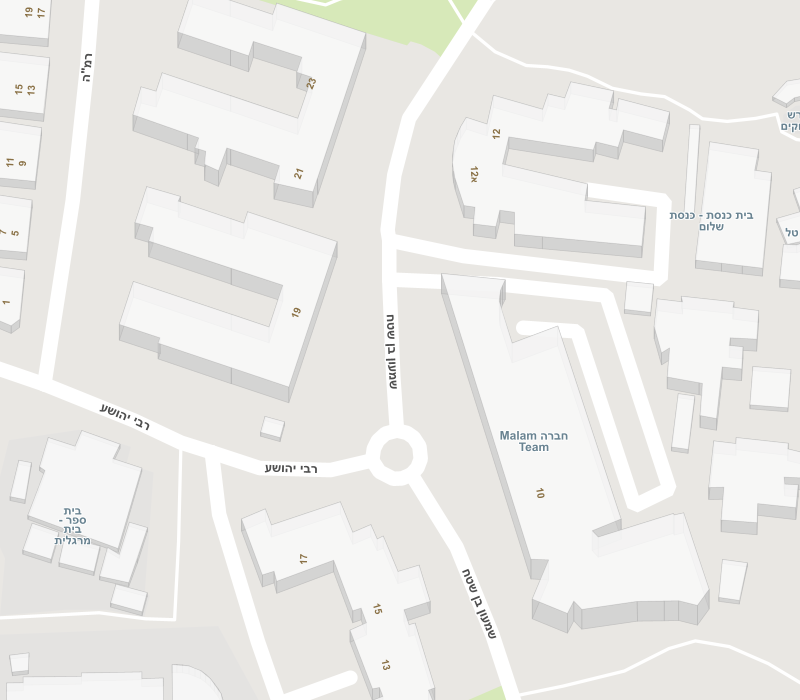 19
17
רמ"ה
15
13
11
9
7
5
1
23
21
19
12
12א
בית כנסת - כנסת
שלום
טל
שמעון בן שטח
רבי יהושע
רבי יהושע
חברה Malam
Team
10
בית
ספר -
בית
מרגלית
17
15
13
שמעון בן שטח